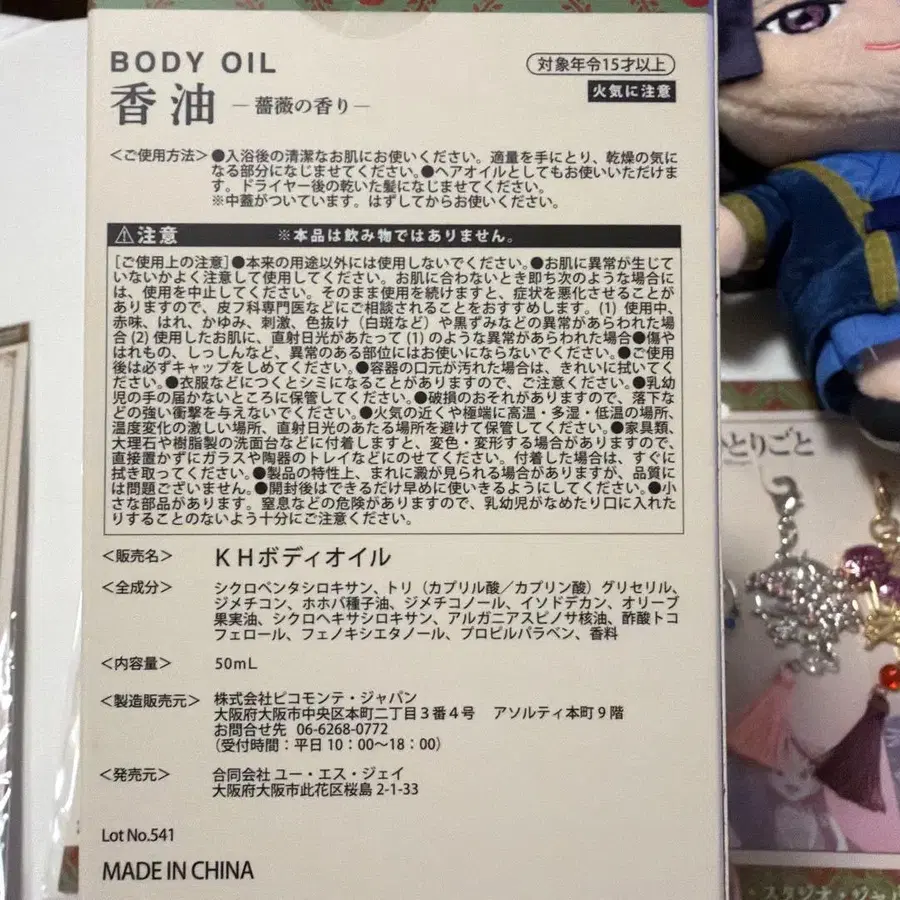 BODY OIL
対象年令15才以上
香油 ―薔薇の香り―
火気に注意
<ご使用方法>●入浴後の清潔なお肌にお使いください。適量を手にとり、乾燥の気に
なる部分になじませてください。●ヘアオイルとしてもお使いいただけま
す。ドライヤー後の乾いた髪になじませてください。
※中蓋がついています。はずしてからお使いください。
⚠注意 ※本品は飲み物ではありません。
[ご使用上の注意]●本来の用途以外には使用しないでください。●お肌に異常が生じて
いないかよく注意して使用してください。お肌に合わないとき即ち次のような場合に
は、使用を中止してください。そのまま使用を続けますと、症状を悪化させることが
ありますので、皮フ科専門医などにご相談されることをおすすめします。(1) 使用中、
赤味、はれ、かゆみ、刺激、色抜け（白斑など）や黒ずみなどの異常があらわれた場
合 (2) 使用したお肌に、直射日光があたって (1) のような異常があらわれた場合●傷や
はれもの、しっしんなど、異常のある部位にはお使いにならないでください。●ご使用
後は必ずキャップをしめてください。●容器の口元が汚れた場合は、きれいに拭いてく
ださい。●衣服などにつくとシミになることがありますので、ご注意ください。●乳幼
児の手の届かないところに保管してください。●破損のおそれがありますので、落下な
どの強い衝撃を与えないでください。●火気の近くや極端に高温・多湿・低温の場所、
温度変化の激しい場所、直射日光のあたる場所を避けて保管してください。●家具類、
大理石や樹脂製の洗面台などに付着しますと、変色・変形する場合がありますので、
直接置かずにガラスや陶器のトレイなどにのせてください。付着した場合は、すぐに
拭き取ってください。●製品の特性上、まれに澱が見られる場合がありますが、品質に
は問題ございません。●開封後はできるだけ早めに使いきるようにしてください。●小
さな部品があります。窒息などの危険がありますので、乳幼児がなめたり口に入れた
りすることのないよう十分にご注意ください。
<販売名> ＫＨボディオイル
<全成分> シクロペンタシロキサン、トリ（カプリル酸／カプリン酸）グリセリル、
ジメチコン、ホホバ種子油、ジメチコノール、イソドデカン、オリーブ
果実油、シクロヘキサシロキサン、アルガニアスピノサ核油、酢酸トコ
フェロール、フェノキシエタノール、プロピルパラベン、香料
<内容量> 50mL
<製造販売元> 株式会社ピコモンテ・ジャパン
大阪府大阪市中央区本町二丁目３番４号　アソルティ本町９階
お問合せ先 06-6268-0772
（受付時間：平日 10：00～18：00）
<発売元> 合同会社 ユー・エス・ジェイ
大阪府大阪市此花区桜島 2-1-33
Lot No.541
MADE IN CHINA
とりごと